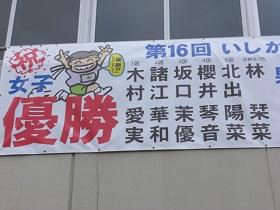 祝
女子
優勝
第16回 いしか
1区 2区 3区 4区 5区
木村 愛実
諸江 華和
坂口 茉優
櫻井 琴音
北出 陽菜
林 栞菜